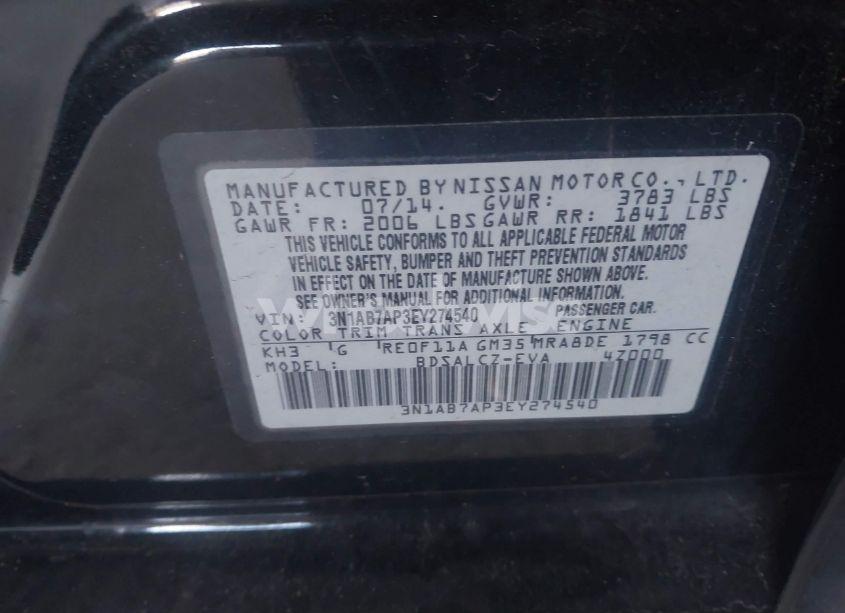 MANUFACTURED BY NISSAN MOTOR CO., LTD.
DATE: 07/14. GVWR: 3783 LBS
GAWR FR: 2006 LBS GAWR RR: 1841 LBS
THIS VEHICLE CONFORMS TO ALL APPLICABLE FEDERAL MOTOR
VEHICLE SAFETY, BUMPER AND THEFT PREVENTION STANDARDS
IN EFFECT ON THE DATE OF MANUFACTURE SHOWN ABOVE.
SEE OWNER'S MANUAL FOR ADDITIONAL INFORMATION.
VIN: 3N1AB7AP3EY274540 PASSENGER CAR.
COLOR TRIM TRANS AXLE ENGINE
KH3 G RE0F11A GM35 MRA8DE 1798 CC
MODEL: BDSALCZ-EVA 4Z000
3N1AB7AP3EY274540